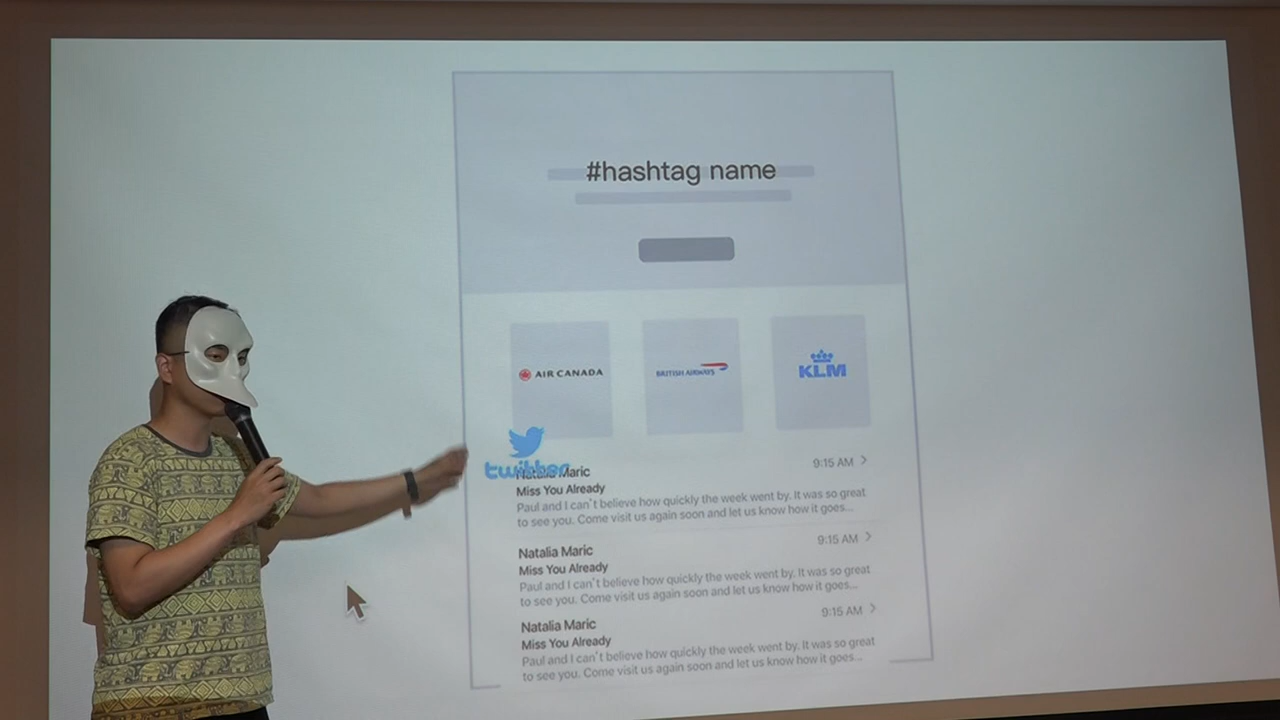 #hashtag name
AIR CANADA
BRITISH AIRWAYS
KLM
twitter
Natalia Maric
9:15 AM
Miss You Already
Paul and I can't believe how quickly the week went by. It was so great
to see you. Come visit us again soon and let us know how it goes...
Natalia Maric
9:15 AM
Miss You Already
Paul and I can't believe how quickly the week went by. It was so great
to see you. Come visit us again soon and let us know how it goes...
Natalia Maric
9:15 AM
Miss You Already
Paul and I can't believe how quickly the week went by. It was so great
to see you. Come visit us again soon and let us know how it goes...